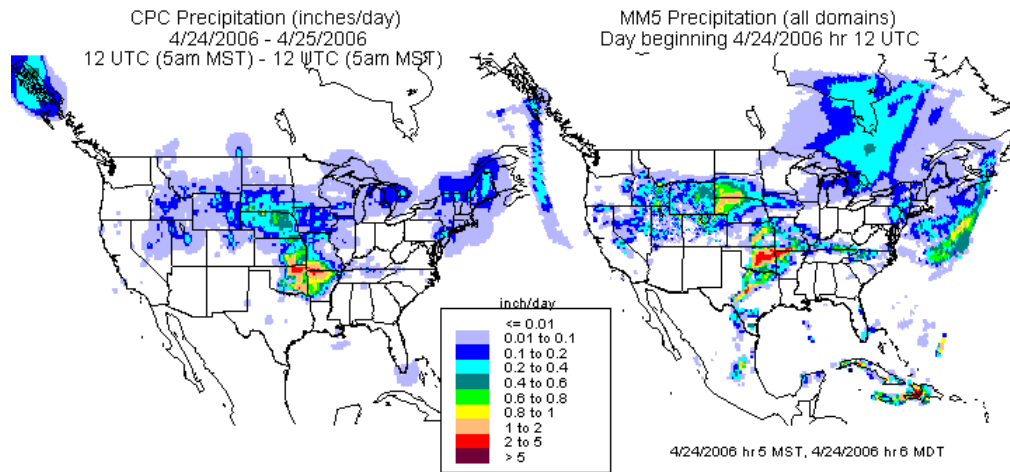 CPC Precipitation (inches/day)
4/24/2006 - 4/25/2006
12 UTC (5am MST) - 12 UTC (5am MST)
MM5 Precipitation (all domains)
Day beginning 4/24/2006 hr 12 UTC
inch/day
<= 0.01
0.01 to 0.1
0.1 to 0.2
0.2 to 0.4
0.4 to 0.6
0.6 to 0.8
0.8 to 1
1 to 2
2 to 5
> 5
4/24/2006 hr5 MST, 4/24/2006 hr6 MDT